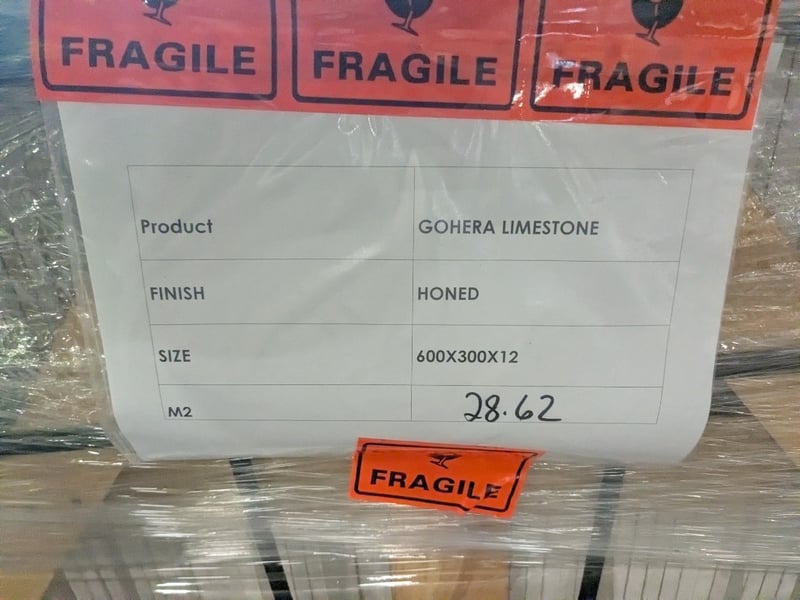 FRAGILE FRAGILE FRAGILE
Product GOHERA LIMESTONE
FINISH HONED
SIZE 600X300X12
M2 28.62
FRAGILE